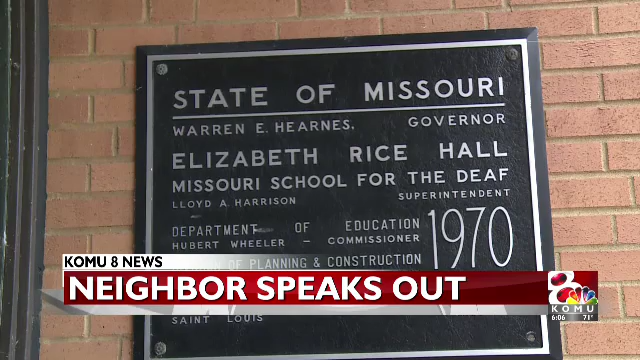 STATE OF MISSOURI
WARREN E. HEARNES, GOVERNOR
ELIZABETH RICE HALL
MISSOURI SCHOOL FOR THE DEAF
LLOYD A HARRISON SUPERINTENDENT
DEPARTMENT OF EDUCATION 1970
HUBERT WHEELER – COMMISSIONER
OF PLANNING & CONSTRUCTION
KOMU 8 NEWS
NEIGHBOR SPEAKS OUT
8
KOMU
6:06 71°
SAINT LOUIS